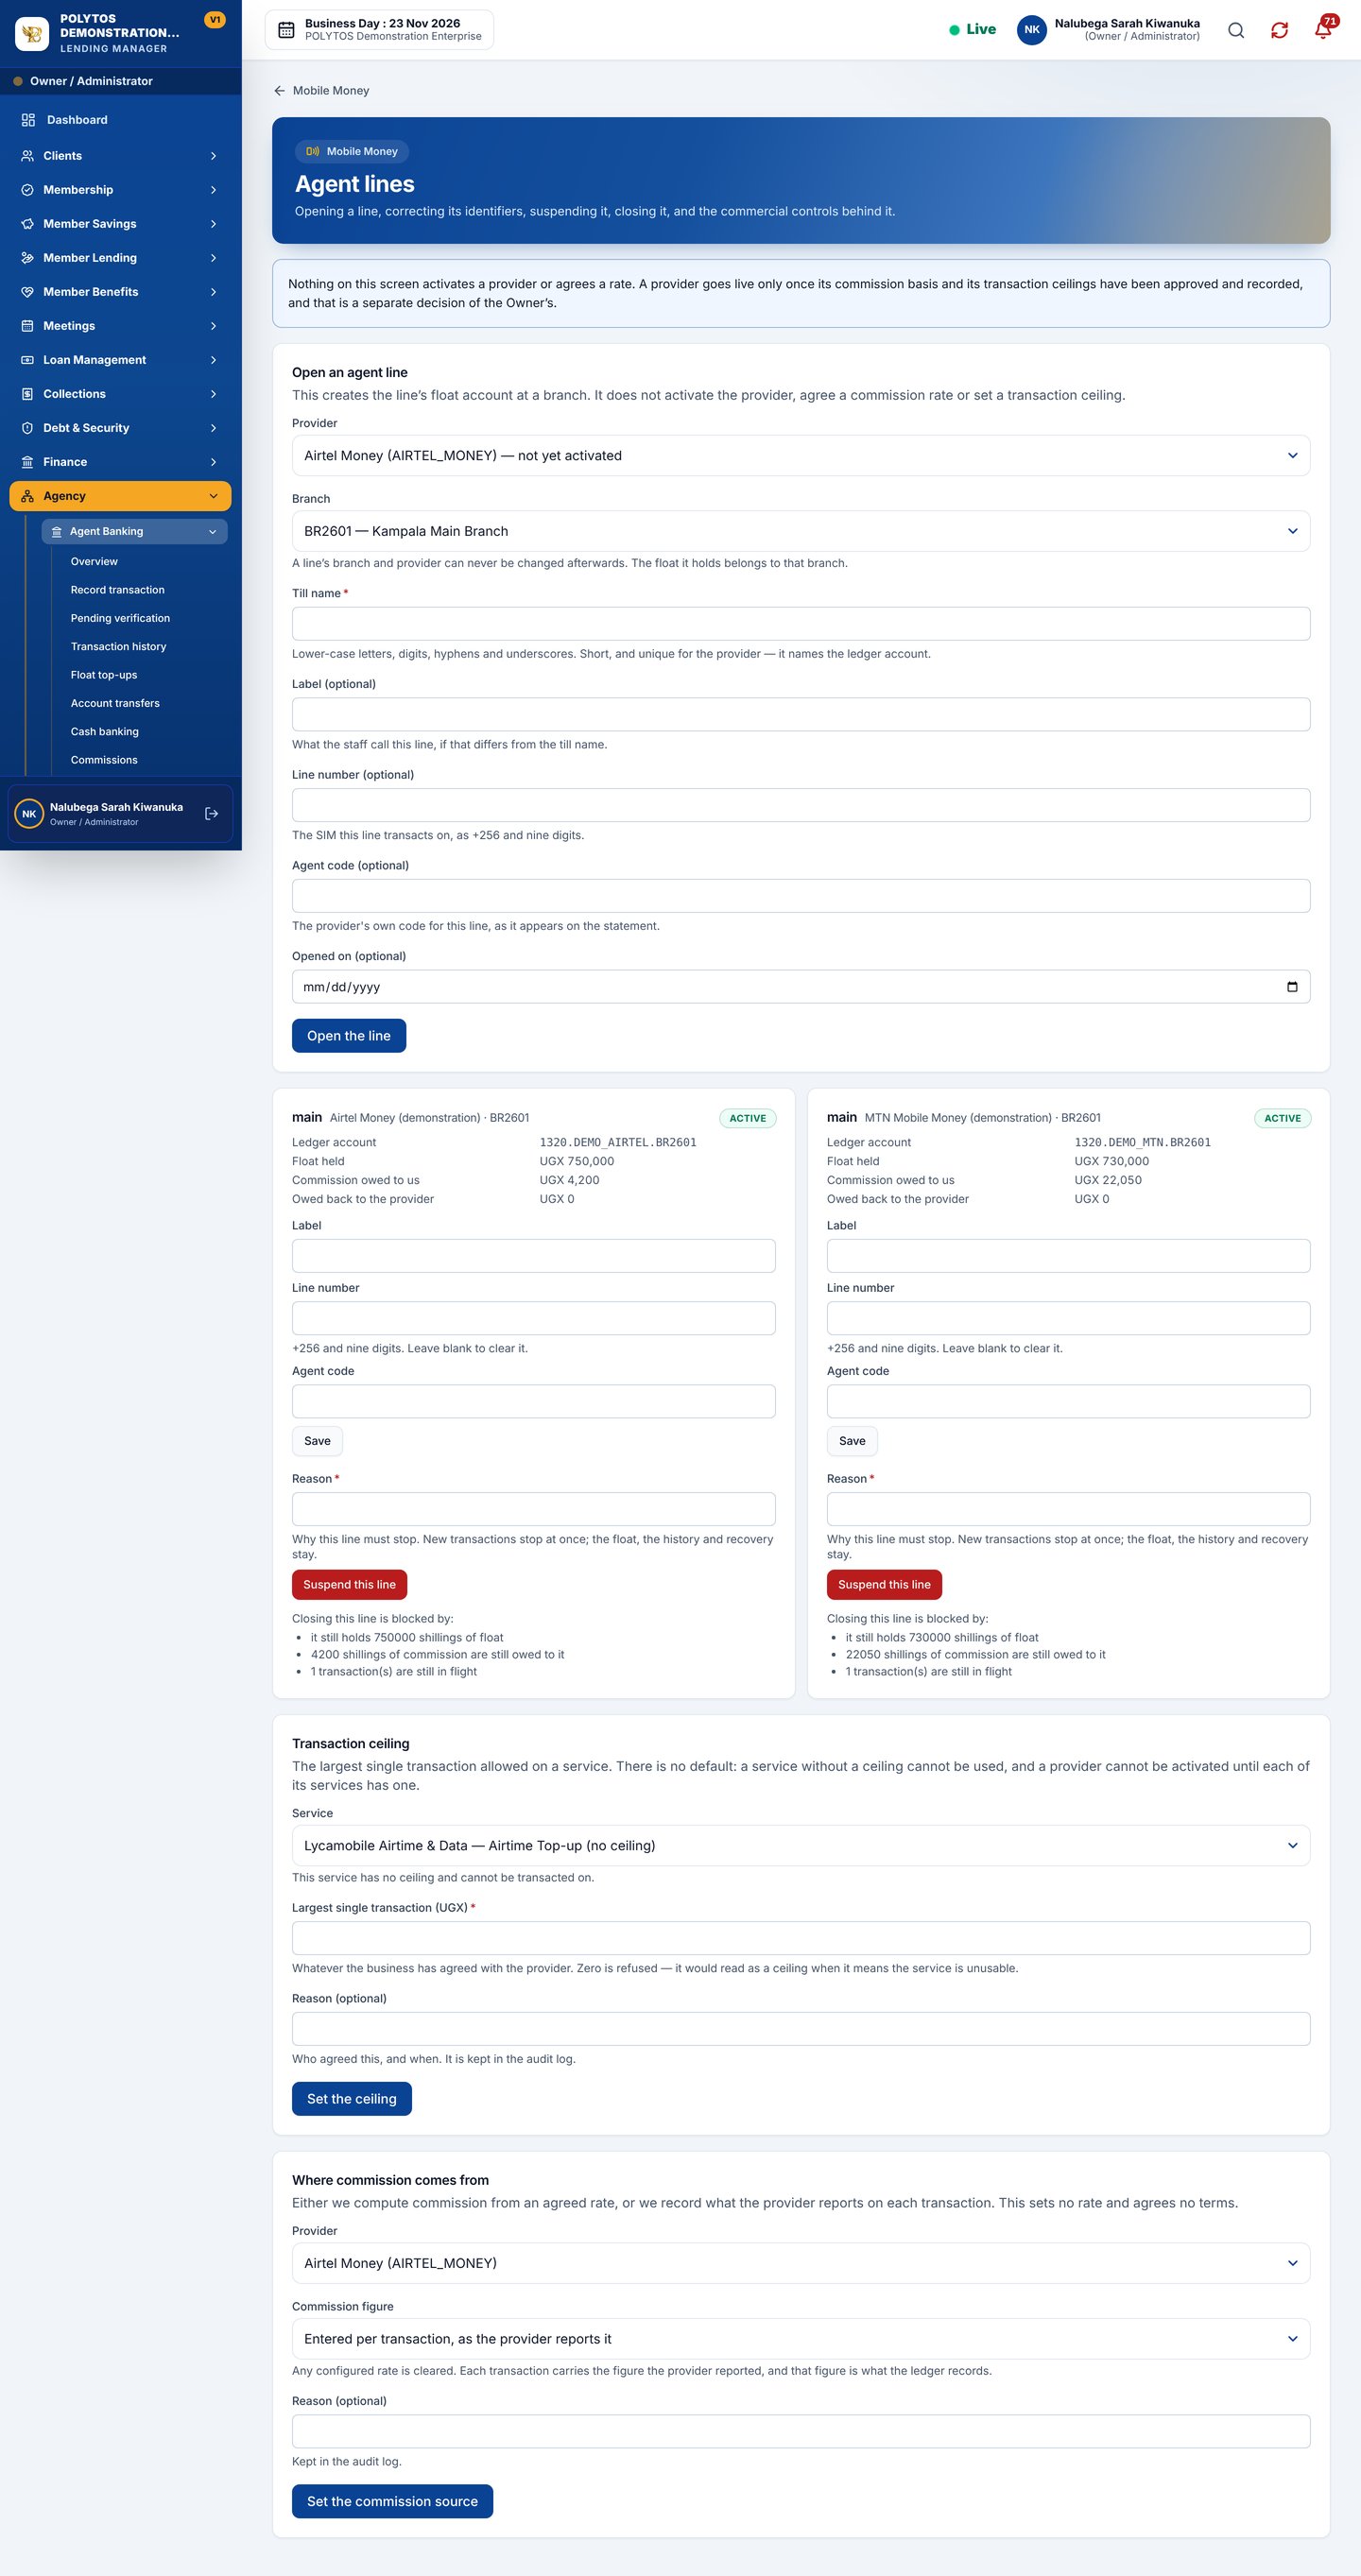 POLYTOS
DEMONSTRATION...
LENDING MANAGER
V1
Owner / Administrator
Dashboard
Clients
Membership
Member Savings
Member Lending
Member Benefits
Meetings
Loan Management
Collections
Debt & Security
Finance
Agency
Agent Banking
Overview
Record transaction
Pending verification
Transaction history
Float top-ups
Account transfers
Cash banking
Commissions
NK
Nalubega Sarah Kiwanuka
Owner / Administrator
Business Day : 23 Nov 2026
POLYTOS Demonstration Enterprise
Live
NK
Nalubega Sarah Kiwanuka
(Owner / Administrator)
71
Mobile Money
Mobile Money
Agent lines
Opening a line, correcting its identifiers, suspending it, closing it, and the commercial controls behind it.
Nothing on this screen activates a provider or agrees a rate. A provider goes live only once its commission basis and its transaction ceilings have been approved and recorded,
and that is a separate decision of the Owner’s.
Open an agent line
This creates the line’s float account at a branch. It does not activate the provider, agree a commission rate or set a transaction ceiling.
Provider
Airtel Money (AIRTEL_MONEY) — not yet activated
Branch
BR2601 — Kampala Main Branch
A line’s branch and provider can never be changed afterwards. The float it holds belongs to that branch.
Till name *
Lower-case letters, digits, hyphens and underscores. Short, and unique for the provider — it names the ledger account.
Label (optional)
What the staff call this line, if that differs from the till name.
Line number (optional)
The SIM this line transacts on, as +256 and nine digits.
Agent code (optional)
The provider's own code for this line, as it appears on the statement.
Opened on (optional)
mm/dd/yyyy
Open the line
main Airtel Money (demonstration) · BR2601
ACTIVE
Ledger account 1320.DEMO_AIRTEL.BR2601
Float held UGX 750,000
Commission owed to us UGX 4,200
Owed back to the provider UGX 0
Label
Line number
+256 and nine digits. Leave blank to clear it.
Agent code
Save
Reason *
Why this line must stop. New transactions stop at once; the float, the history and recovery
stay.
Suspend this line
Closing this line is blocked by:
• it still holds 750000 shillings of float
• 4200 shillings of commission are still owed to it
• 1 transaction(s) are still in flight
main MTN Mobile Money (demonstration) · BR2601
ACTIVE
Ledger account 1320.DEMO_MTN.BR2601
Float held UGX 730,000
Commission owed to us UGX 22,050
Owed back to the provider UGX 0
Label
Line number
+256 and nine digits. Leave blank to clear it.
Agent code
Save
Reason *
Why this line must stop. New transactions stop at once; the float, the history and recovery
stay.
Suspend this line
Closing this line is blocked by:
• it still holds 730000 shillings of float
• 22050 shillings of commission are still owed to it
• 1 transaction(s) are still in flight
Transaction ceiling
The largest single transaction allowed on a service. There is no default: a service without a ceiling cannot be used, and a provider cannot be activated until each of
its services has one.
Service
Lycamobile Airtime & Data — Airtime Top-up (no ceiling)
This service has no ceiling and cannot be transacted on.
Largest single transaction (UGX) *
Whatever the business has agreed with the provider. Zero is refused — it would read as a ceiling when it means the service is unusable.
Reason (optional)
Who agreed this, and when. It is kept in the audit log.
Set the ceiling
Where commission comes from
Either we compute commission from an agreed rate, or we record what the provider reports on each transaction. This sets no rate and agrees no terms.
Provider
Airtel Money (AIRTEL_MONEY)
Commission figure
Entered per transaction, as the provider reports it
Any configured rate is cleared. Each transaction carries the figure the provider reported, and that figure is what the ledger records.
Reason (optional)
Kept in the audit log.
Set the commission source